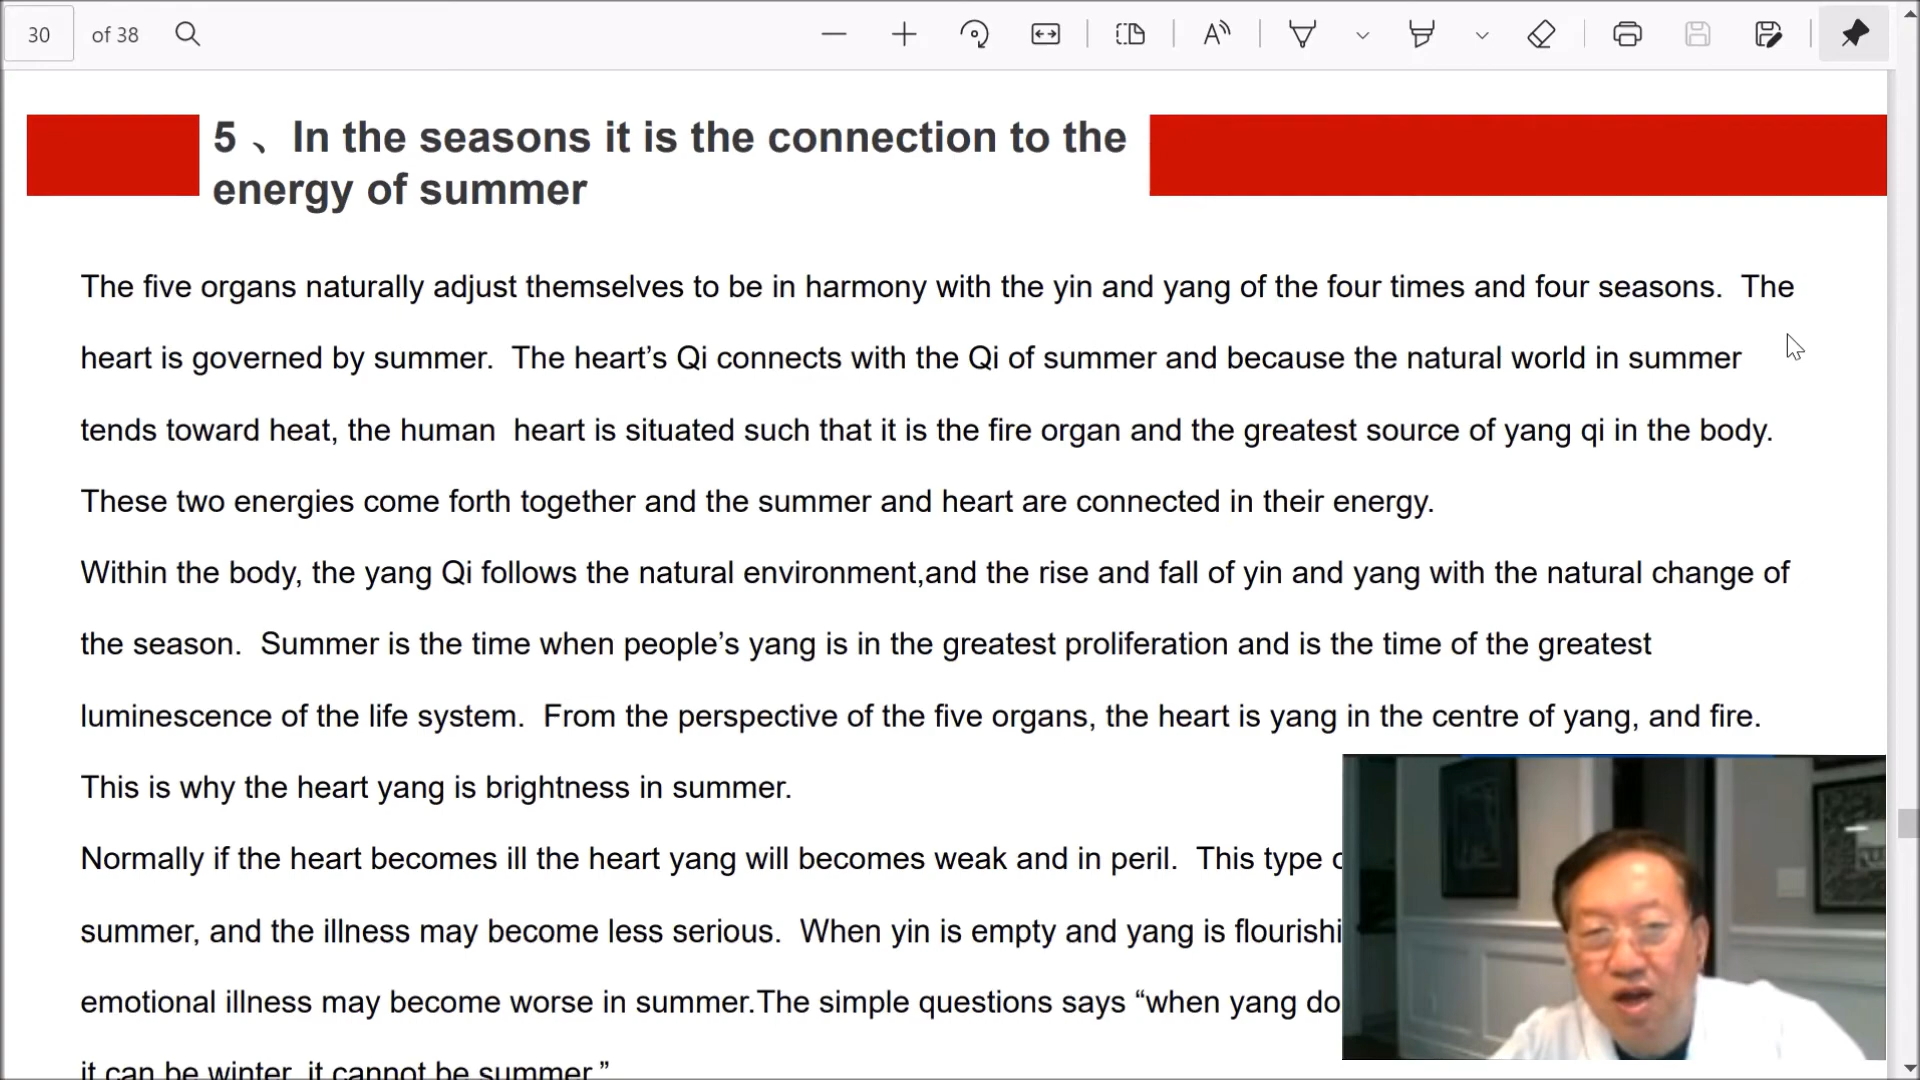 30 of 38
5 、In the seasons it is the connection to the
energy of summer
The five organs naturally adjust themselves to be in harmony with the yin and yang of the four times and four seasons. The
heart is governed by summer. The heart’s Qi connects with the Qi of summer and because the natural world in summer
tends toward heat, the human heart is situated such that it is the fire organ and the greatest source of yang qi in the body.
These two energies come forth together and the summer and heart are connected in their energy.
Within the body, the yang Qi follows the natural environment,and the rise and fall of yin and yang with the natural change of
the season. Summer is the time when people’s yang is in the greatest proliferation and is the time of the greatest
luminescence of the life system. From the perspective of the five organs, the heart is yang in the centre of yang, and fire.
This is why the heart yang is brightness in summer.
Normally if the heart becomes ill the heart yang will becomes weak and in peril. This type
summer, and the illness may become less serious. When yin is empty and yang is
emotional illness may become worse in summer.The simple questions says “when yang
it can be winter, it cannot be summer.”